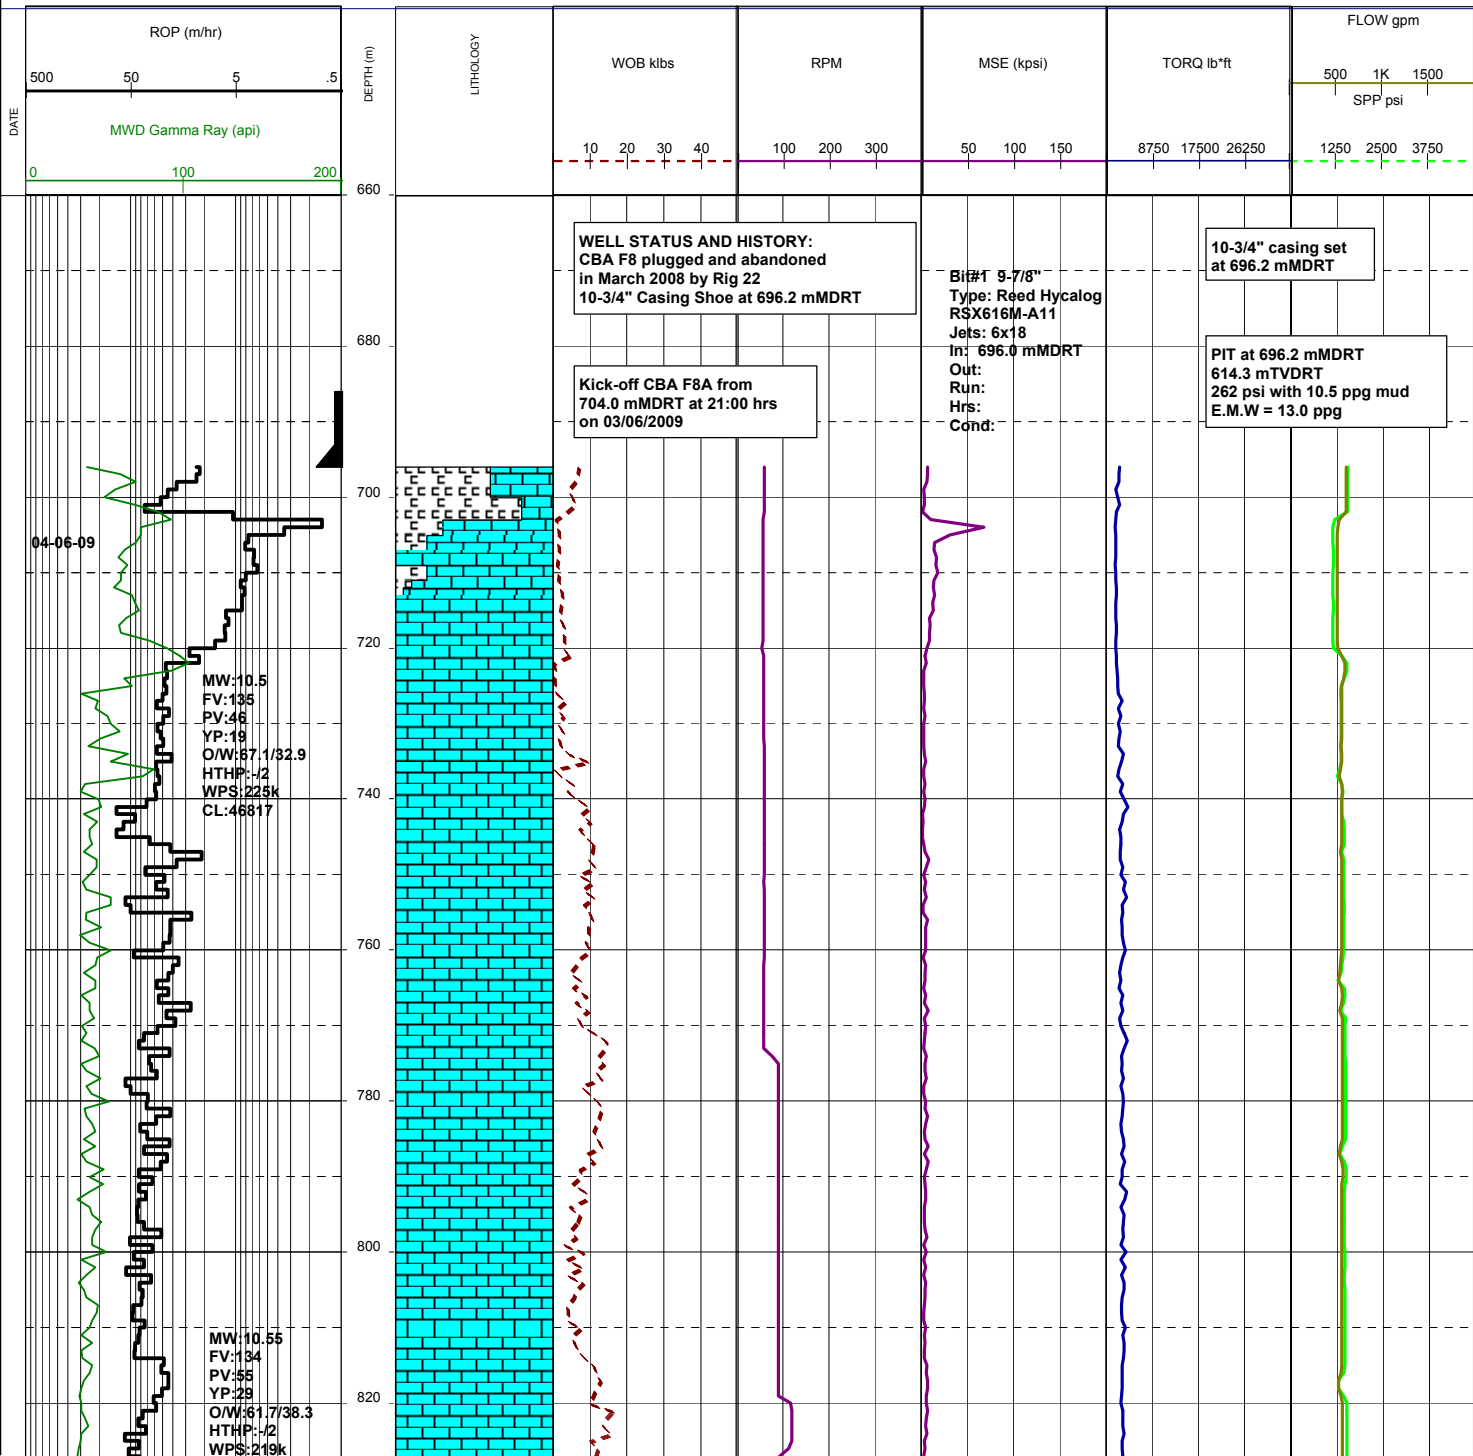 DATE
ROP (m/hr)
500 50 5 .5
MWD Gamma Ray (api)
0 100 200
DEPTH (m)
LITHOLOGY
WOB klbs
10 20 30 40
RPM
100 200 300
MSE (kpsi)
50 100 150
TORQ lb*ft
8750 17500 26250
FLOW gpm
500 1K 1500
SPP psi
1250 2500 3750
660
WELL STATUS AND HISTORY:
CBA F8 plugged and abandoned
in March 2008 by Rig 22
10-3/4" Casing Shoe at 696.2 mMDRT
Bit#1 9-7/8"
Type: Reed Hycalog
RSX616M-A11
Jets: 6x18
In: 696.0 mMDRT
Out:
Run:
Hrs:
Cond:
10-3/4" casing set
at 696.2 mMDRT
680
Kick-off CBA F8A from
704.0 mMDRT at 21:00 hrs
on 03/06/2009
PIT at 696.2 mMDRT
614.3 mTVDRT
262 psi with 10.5 ppg mud
E.M.W = 13.0 ppg
700
04-06-09
720
MW:10.5
FV:135
PV:46
YP:19
O/W:67.1/32.9
HTHP:-/2
WPS:225k
CL:46817
740
760
780
800
MW:10.55
FV:134
PV:55
YP:29
O/W:61.7/38.3
HTHP:-/2
WPS:219k
820